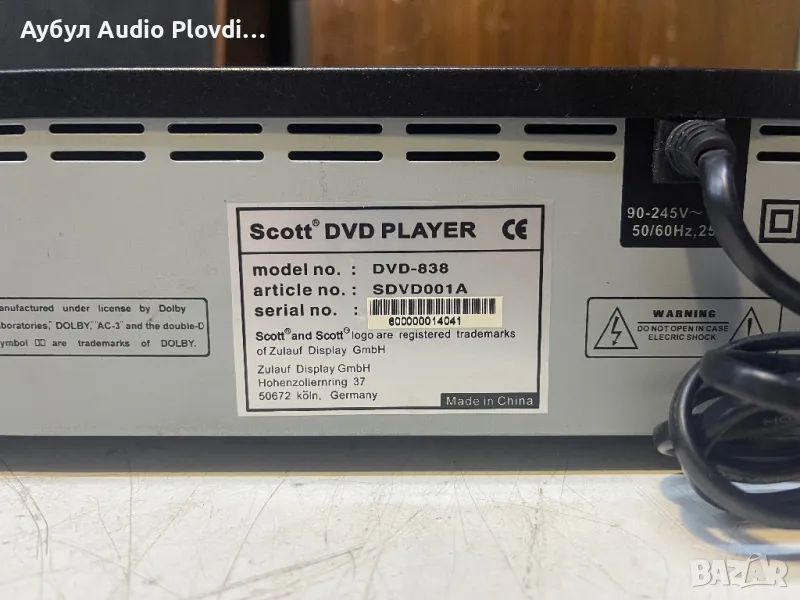 Аубул Audio Plovdi...
Scott® DVD PLAYER CE
model no. : DVD-838
article no. : SDVD001A
serial no. :
600000014041
Scott® and Scott® logo are registered trademarks
of Zulauf Display GmbH
Zulauf Display GmbH
Hohenzoliernring 37
50672 köln, Germany
Made in China
90-245V~
50/60Hz,
anufactured under license by Dolby
aboratories, DOLBY, "AC-3" and the double-D
ymbol are trademarks of DOLBY.
WARNING
DO NOT OPEN IN CASE
ELECRIC SHOCK
BAZAR